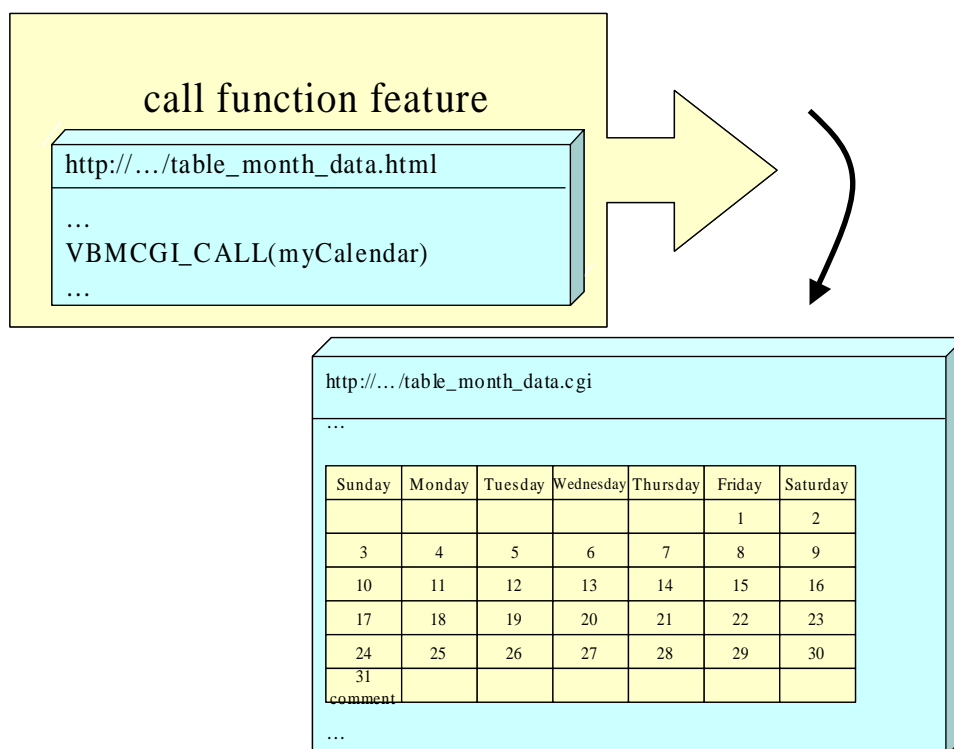 call function feature
http://…/table_month_data.html
…
VBMCGI_CALL(myCalendar)
…
http://…/table_month_data.cgi
…
Sunday Monday Tuesday Wednesday Thursday Friday Saturday
1 2
3 4 5 6 7 8 9
10 11 12 13 14 15 16
17 18 19 20 21 22 23
24 25 26 27 28 29 30
31
comment
…